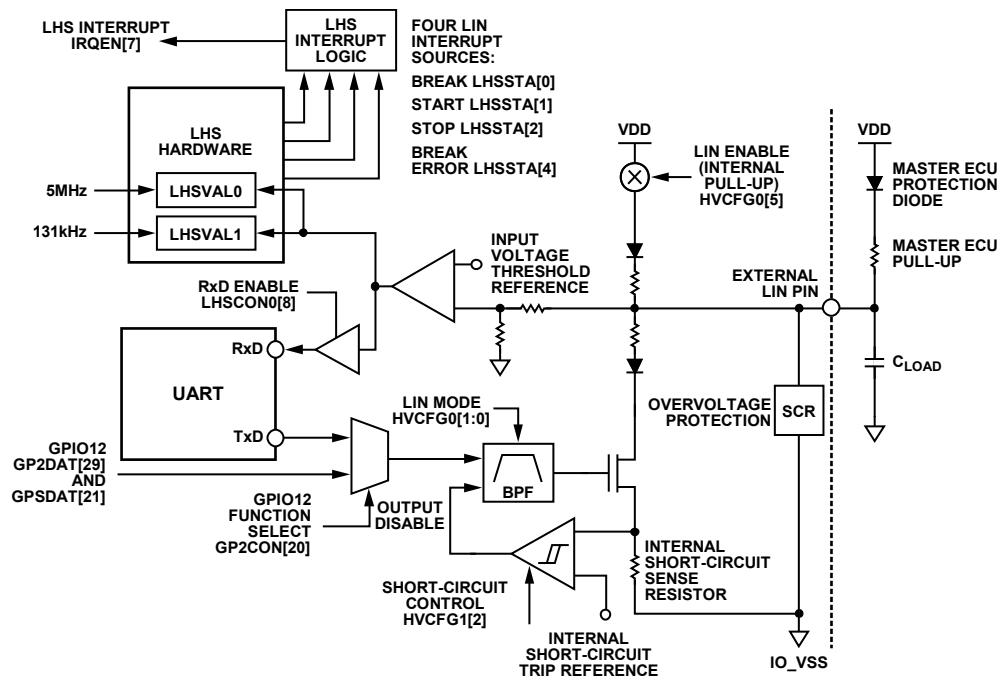 LHS INTERRUPT
IRQEN[7]
LHS
INTERRUPT
LOGIC
FOUR LIN
INTERRUPT
SOURCES:
BREAK LHSSTA[0]
START LHSSTA[1]
STOP LHSSTA[2]
BREAK
ERROR LHSSTA[4]
LHS
HARDWARE
LHSVAL0
LHSVAL1
5MHz
131kHz
VDD
LIN ENABLE
(INTERNAL
PULL-UP)
HVCFG0[5]
VDD
MASTER ECU
PROTECTION
DIODE
MASTER ECU
PULL-UP
INPUT
VOLTAGE
THRESHOLD
REFERENCE
EXTERNAL
LIN PIN
RxD ENABLE
LHSCON0[8]
RxD
UART
TxD
CLOAD
LIN MODE
HVCFG0[1:0]
OVERVOLTAGE
PROTECTION
SCR
GPIO12
GP2DAT[29]
AND
GPSDAT[21]
BPF
GPIO12
FUNCTION
SELECT
GP2CON[20]
OUTPUT
DISABLE
INTERNAL
SHORT-CIRCUIT
SENSE
RESISTOR
SHORT-CIRCUIT
CONTROL
HVCFG1[2]
INTERNAL
SHORT-CIRCUIT
TRIP REFERENCE
IO_VSS